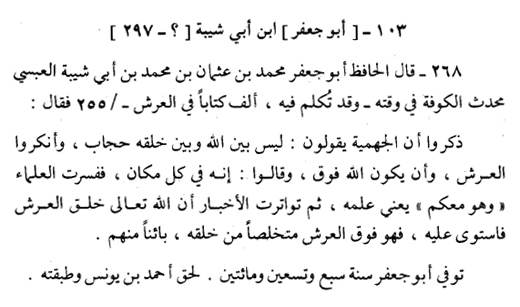 ١٠٣ ـ [ أبو جعفر ] ابن أبي شيبة [ ؟ ـ ٢٩٧ ]
٢٦٨ ـ قال الحافظ أبو جعفر محمد بن عثمان بن محمد بن أبي شيبة العبسي
محدث الكوفة في وقته ـ وقد تُكلم فيه ، ألف كتاباً في العرش ـ /٢٥٥ فقال :
ذكروا أن الجهمية يقولون : ليس بين الله وبين خلقه حجاب ، وأنكروا
العرش ، وأن يكون الله فوق ، وقالوا : إنه في كل مكان ، ففسرت العلماء
« وهو معكم » يعني علمه ، ثم تواترت الأخبار أن الله تعالى خلق العرش
فاستوى عليه ، فهو فوق العرش متخلصاً من خلقه ، بائناً منهم .
توفي أبو جعفر سنة سبع وتسعين ومائتين . لحق أحمد بن يونس وطبقته .